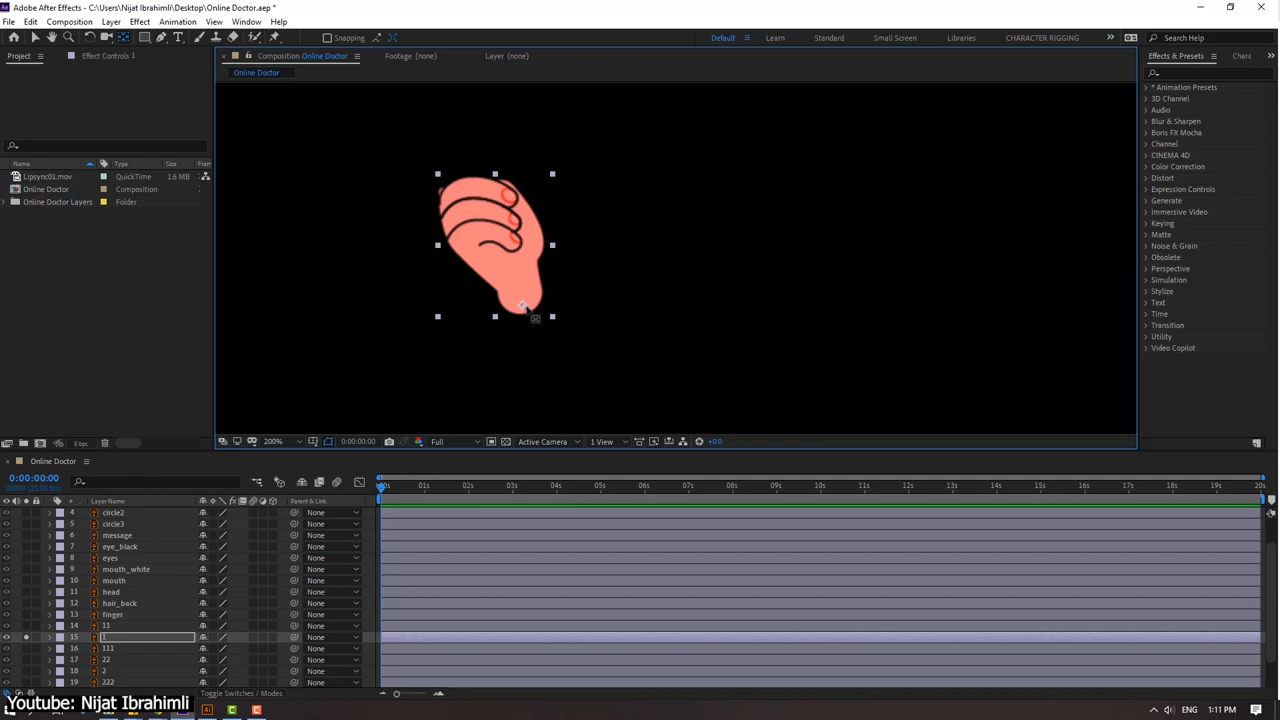 Adobe After Effects - C:\Users\Nijat Ibrahimli\Desktop\Online Doctor.aep *
File Edit Composition Layer Effect Animation View Window Help
Snapping
Default Learn Standard Small Screen Libraries CHARACTER RIGGING Search Help
Project Effect Controls 1 Composition Online Doctor Footage (none) Layer (none) Effects & Presets Chara
Online Doctor
* Animation Presets
3D Channel
Audio
Blur & Sharpen
Boris FX Mocha
Channel
CINEMA 4D
Color Correction
Distort
Expression Controls
Generate
Immersive Video
Keying
Matte
Noise & Grain
Obsolete
Perspective
Simulation
Stylize
Text
Time
Transition
Utility
Video Copilot
Name Type Size Fram
Lipsync01.mov QuickTime 1.6 MB
Online Doctor Composition
Online Doctor Layers Folder
8 bpc 200% 0:00:00:00 Full Active Camera 1 View +0.0
Online Doctor
0:00:00:00
00000 (25.00 fps)
# Layer Name Parent & Link
01s 02s 03s 04s 05s 06s 07s 08s 09s 10s 11s 12s 13s 14s 15s 16s 17s 18s 19s 20s
4 circle2 None
5 circle3 None
6 message None
7 eye_black None
8 eyes None
9 mouth_white None
10 mouth None
11 head None
12 hair_back None
13 finger None
14 11 None
15 1 None
16 111 None
17 22 None
18 2 None
19 222 None
Toggle Switches / Modes
Youtube: Nijat Ibrahimli
ENG 1:11 PM